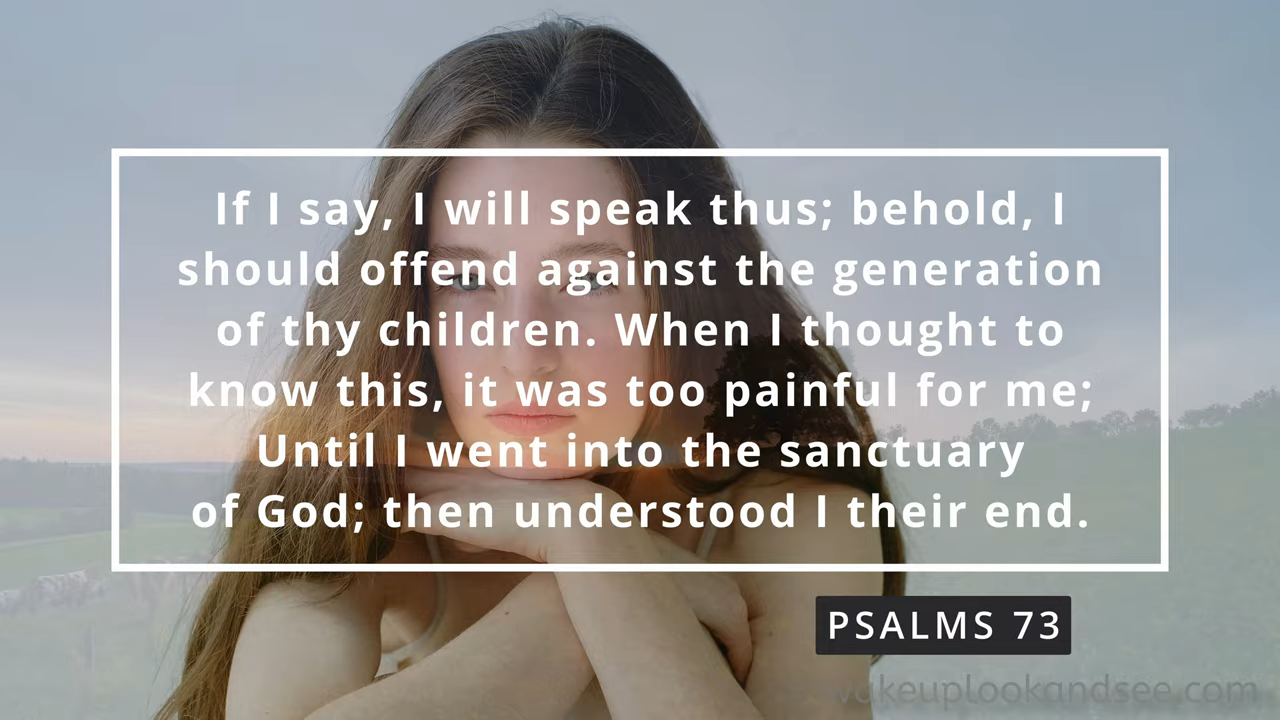 If I say, I will speak thus; behold, I
should offend against the generation
of thy children. When I thought to
know this, it was too painful for me;
Until I went into the sanctuary
of God; then understood I their end.
PSALMS 73
wakeuplookandsee.com